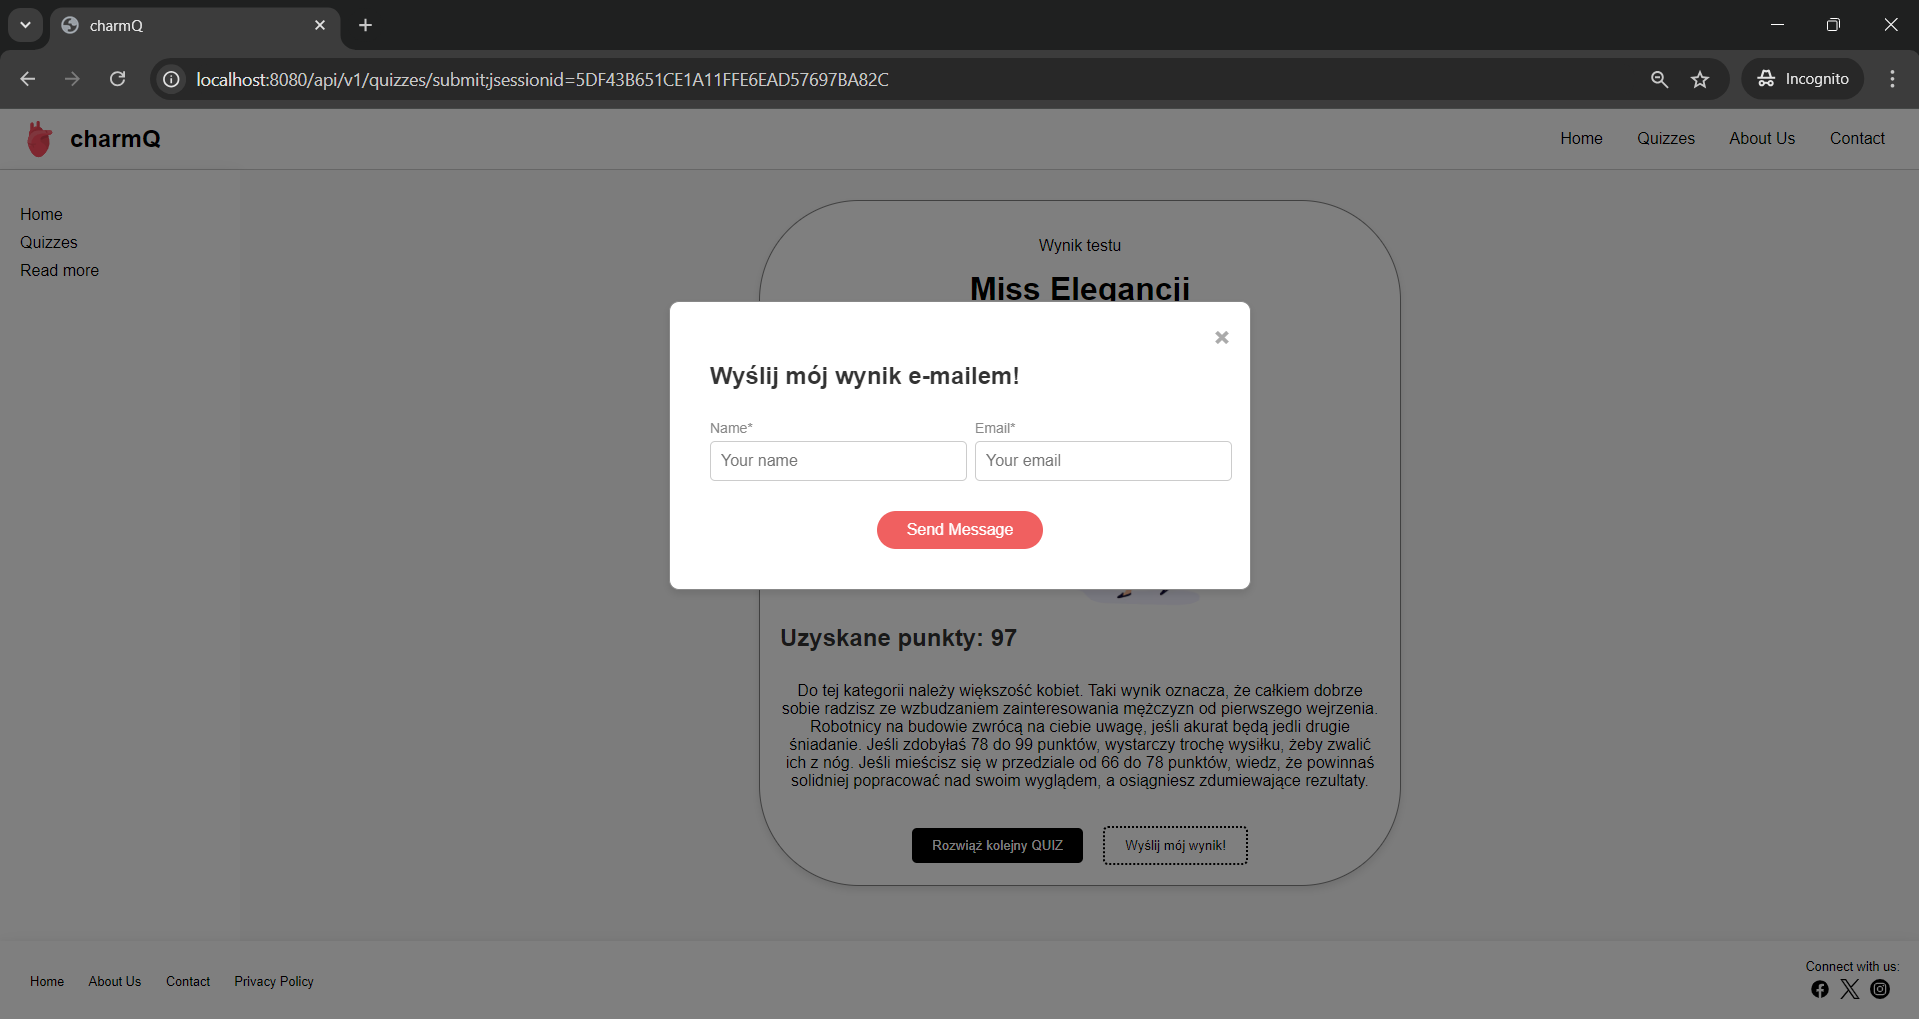 charmQ
localhost:8080/api/v1/quizzes/submit;jsessionid=5DF43B651CE1A11FFE6EAD57697BA82C
Incognito
charmQ
Home Quizzes About Us Contact
Home
Quizzes
Read more
Wynik testu
Miss Elegancji
Wyślij mój wynik e-mailem!
Name* Email*
Your name Your email
Send Message
Uzyskane punkty: 97
Do tej kategorii należy większość kobiet. Taki wynik oznacza, że całkiem dobrze
sobie radzisz ze wzbudzaniem zainteresowania mężczyzn od pierwszego wejrzenia.
Robotnicy na budowie zwrócą na ciebie uwagę, jeśli akurat będą jedli drugie
śniadanie. Jeśli zdobyłaś 78 do 99 punktów, wystarczy trochę wysiłku, żeby zwalić
ich z nóg. Jeśli mieścisz się w przedziale od 66 do 78 punktów, wiedz, że powinnaś
solidniej popracować nad swoim wyglądem, a osiągniesz zdumiewające rezultaty.
Rozwiąż kolejny QUIZ Wyślij mój wynik!
Home About Us Contact Privacy Policy
Connect with us: